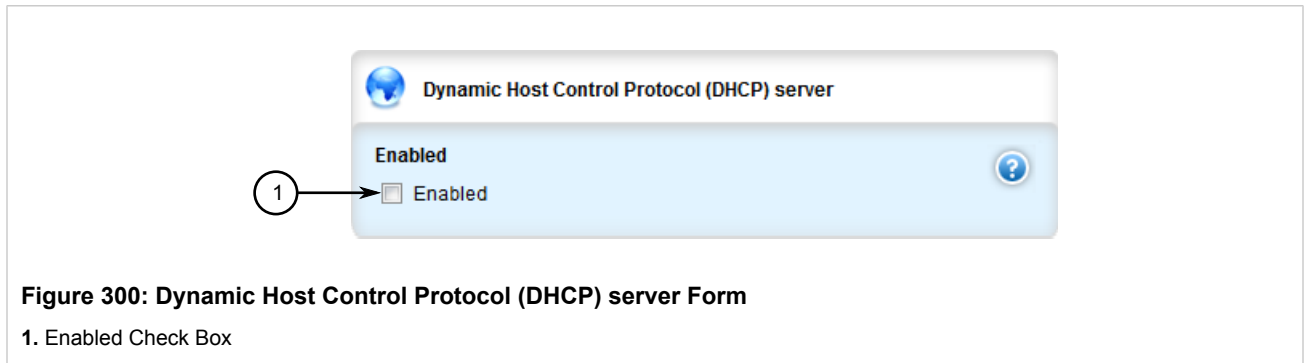 Dynamic Host Control Protocol (DHCP) server
Enabled
?
1
Enabled
Figure 300: Dynamic Host Control Protocol (DHCP) server Form
1. Enabled Check Box